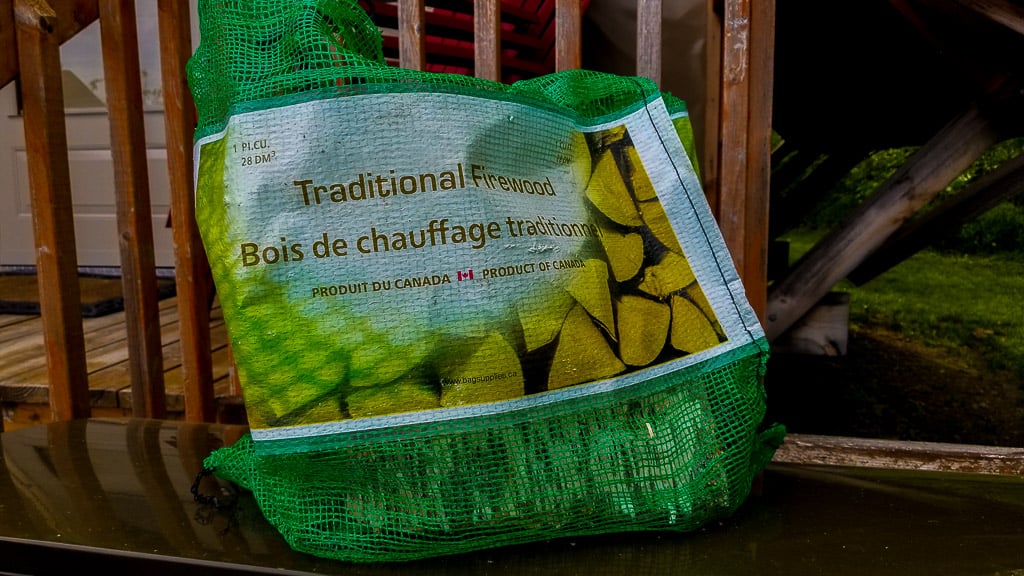 1 PI.CU.
28 DM³
Traditional Firewood
Bois de chauffage traditionne
PRODUIT DU CANADA PRODUCT OF CANADA
www.bagsupplies.ca